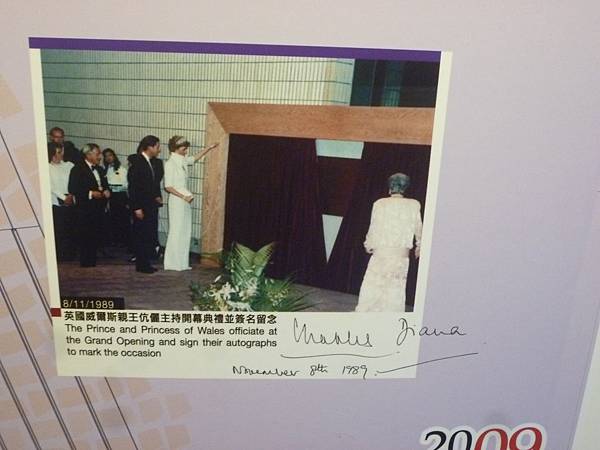 8/11/1989
英國威爾斯親王伉儷主持開幕典禮並簽名留念
The Prince and Princess of Wales officiate at
the Grand Opening and sign their autographs
to mark the occasion
Charles Diana
November 8th 1989.
2009